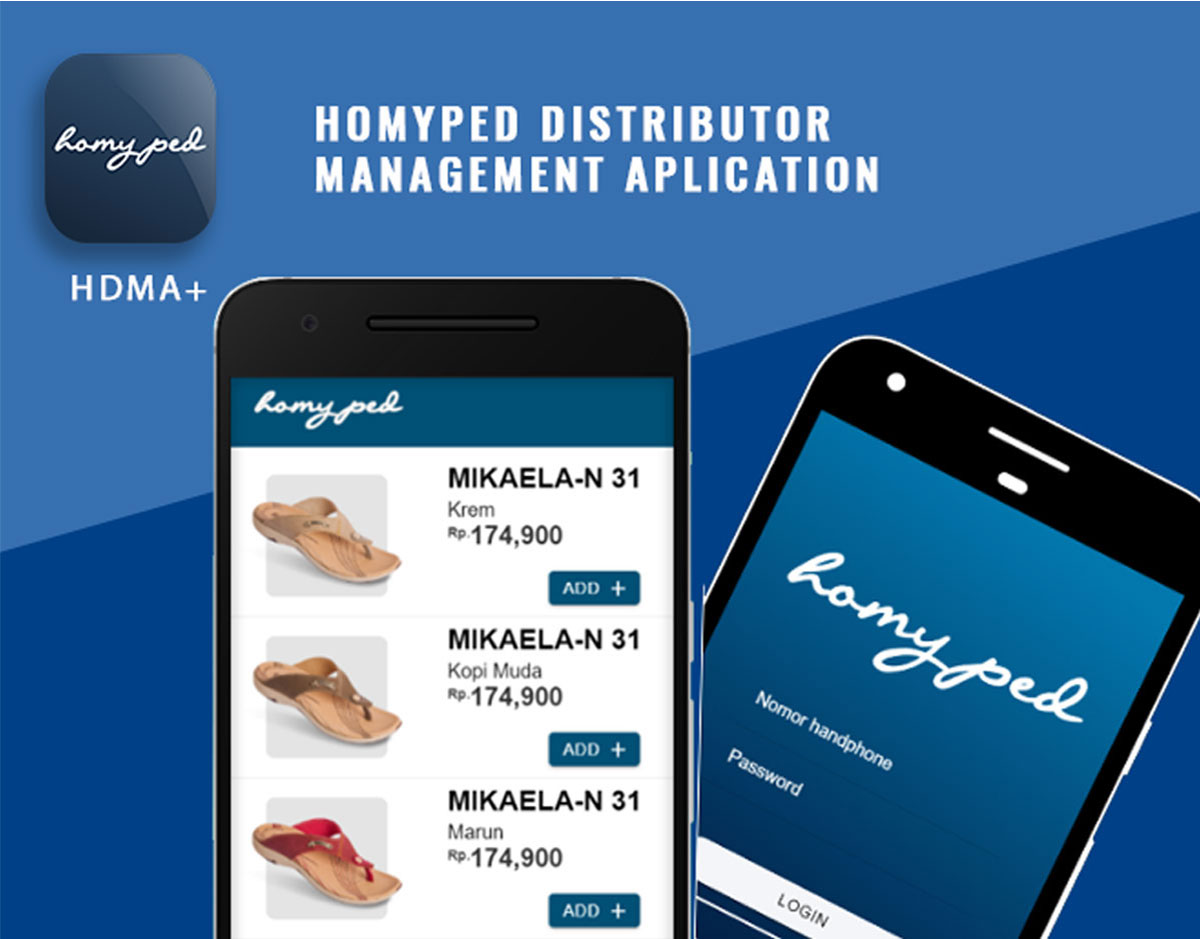 homyped
HOMYPED DISTRIBUTOR
MANAGEMENT APLICATION
HDMA+
homyped
MIKAELA-N 31
Krem
Rp.174,900
ADD +
MIKAELA-N 31
Kopi Muda
Rp.174,900
ADD +
MIKAELA-N 31
Marun
Rp.174,900
ADD +
homyped
Nomor handphone
Password
LOGIN